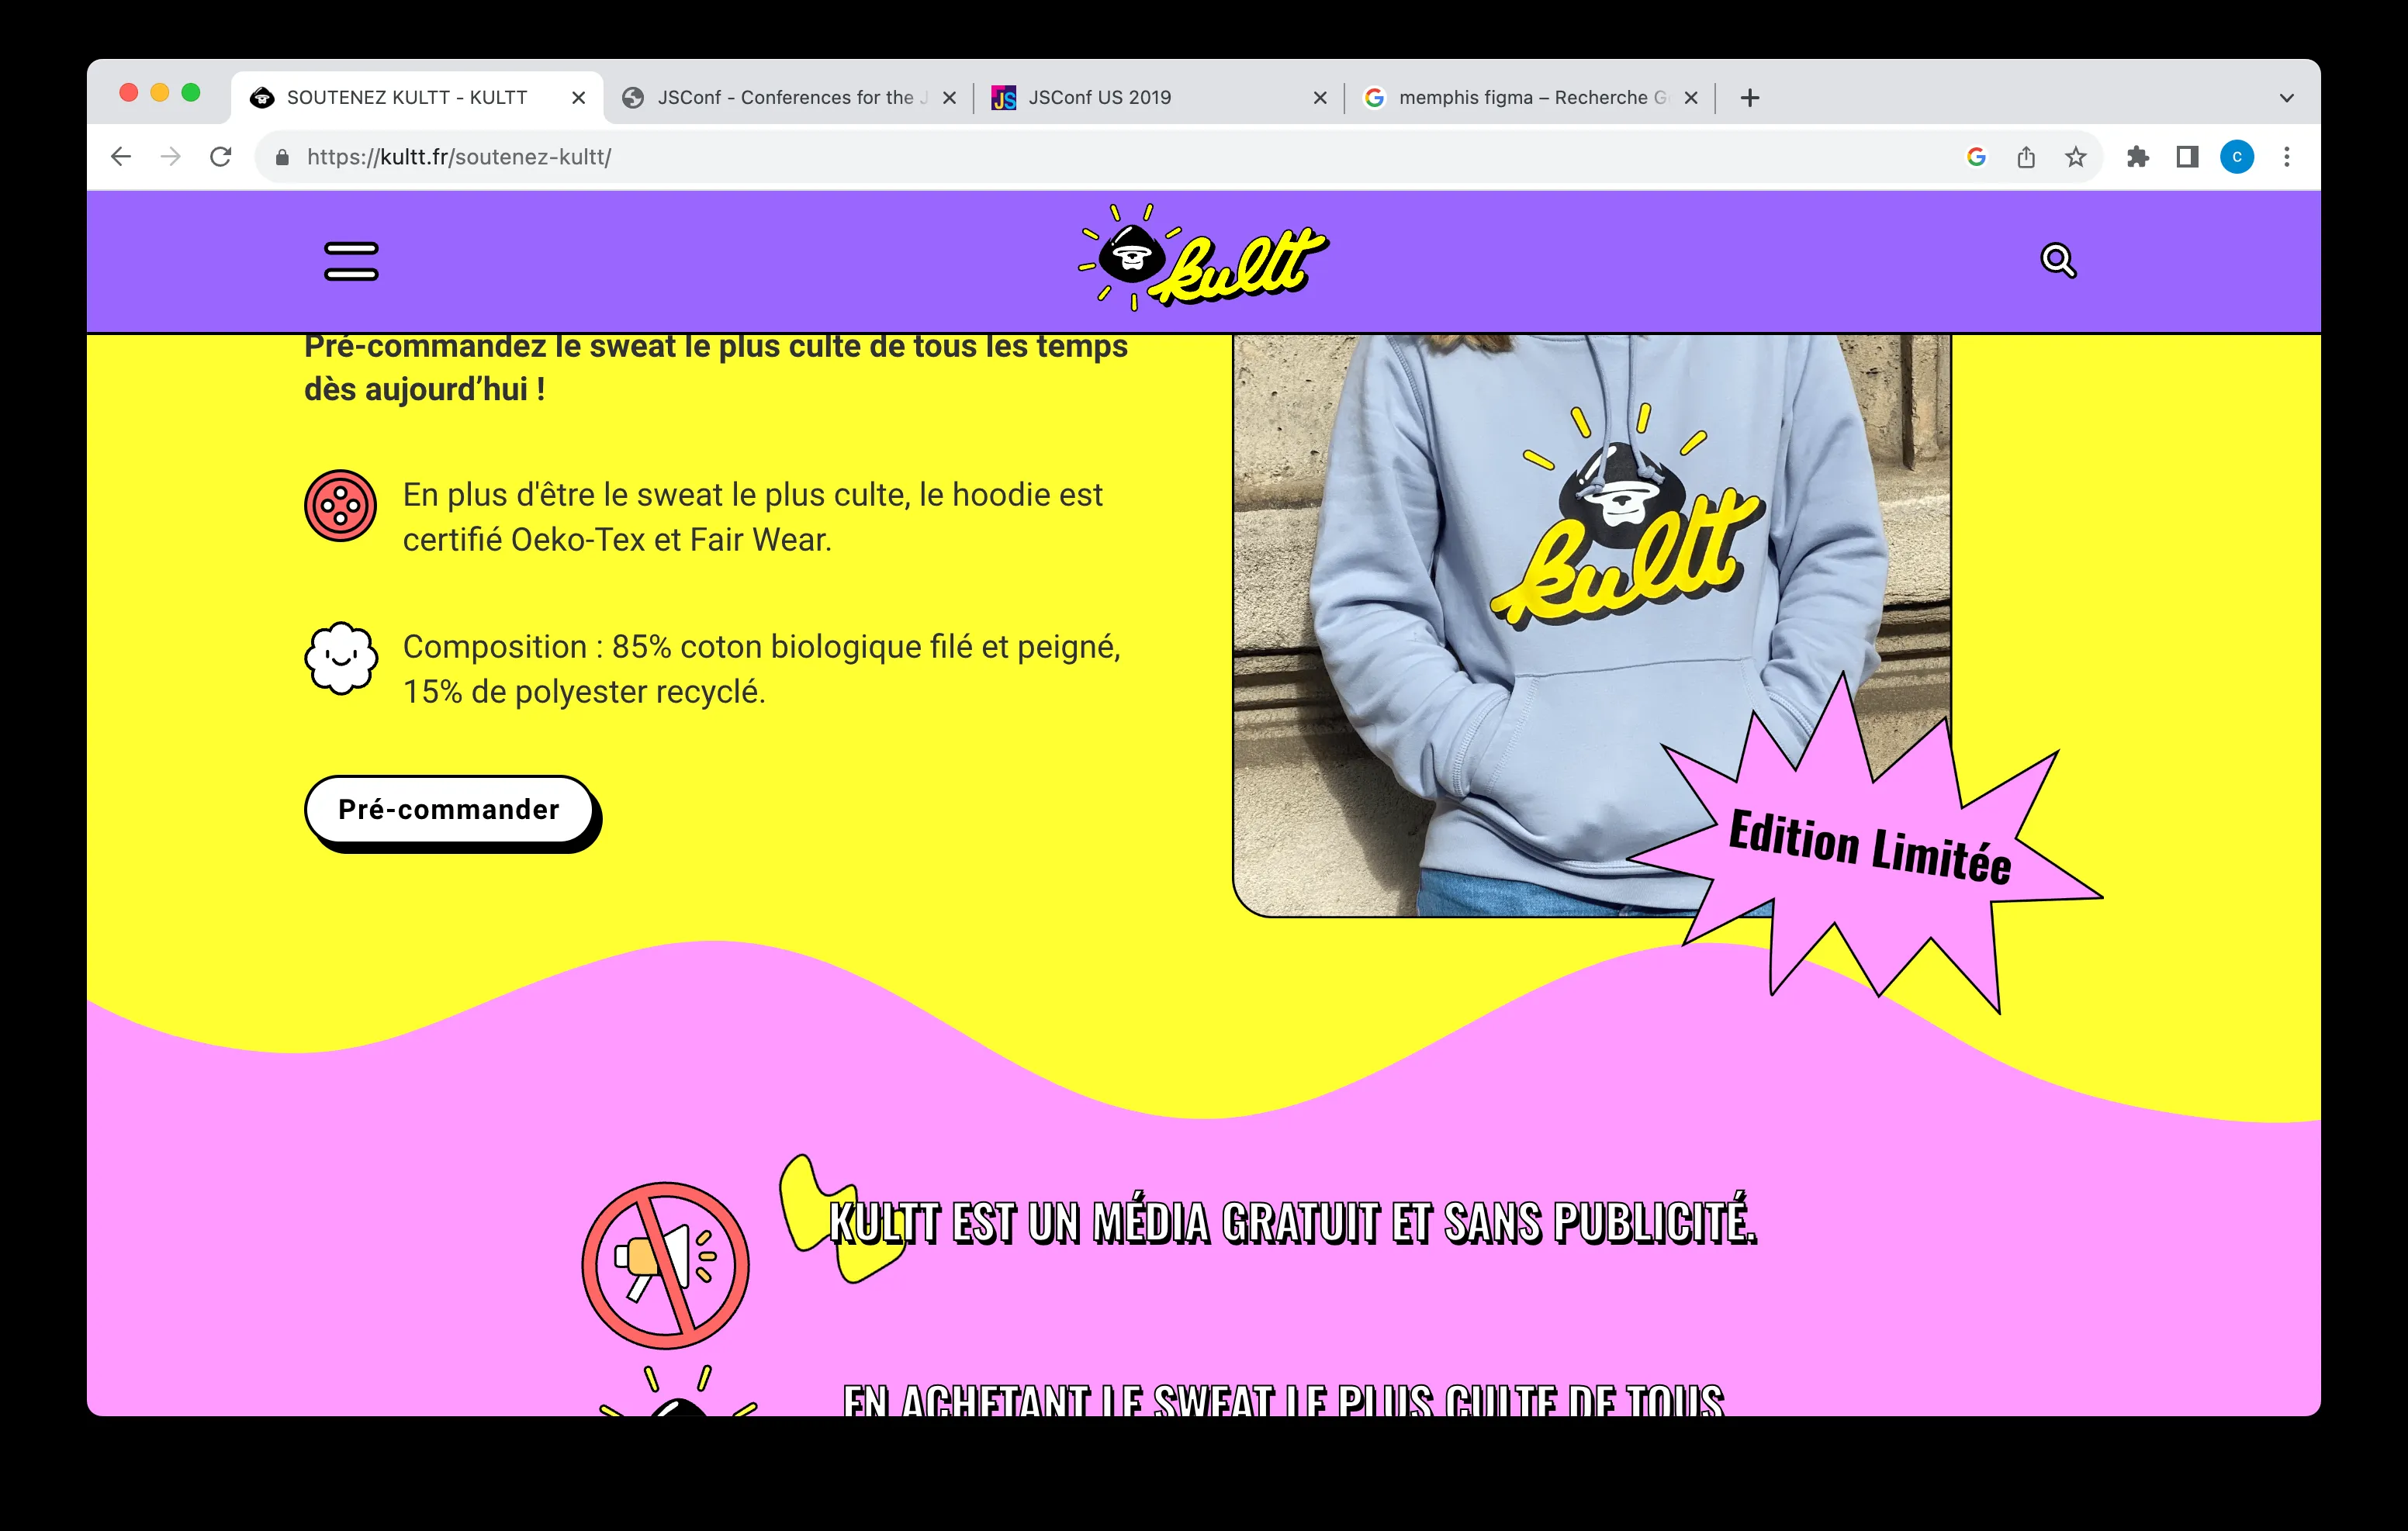 SOUTENEZ KULTT - KULTT
JSConf - Conferences for the J
JSConf US 2019
memphis figma – Recherche G
https://kultt.fr/soutenez-kultt/
C
kultt
Pré-commandez le sweat le plus culte de tous les temps
dès aujourd’hui !
En plus d'être le sweat le plus culte, le hoodie est
certifié Oeko-Tex et Fair Wear.
Composition : 85% coton biologique filé et peigné,
15% de polyester recyclé.
Pré-commander
kultt
Edition Limitée
KULTT EST UN MÉDIA GRATUIT ET SANS PUBLICITÉ.
EN ACHETANT LE SWEAT LE PLUS CULTE DE TOUS